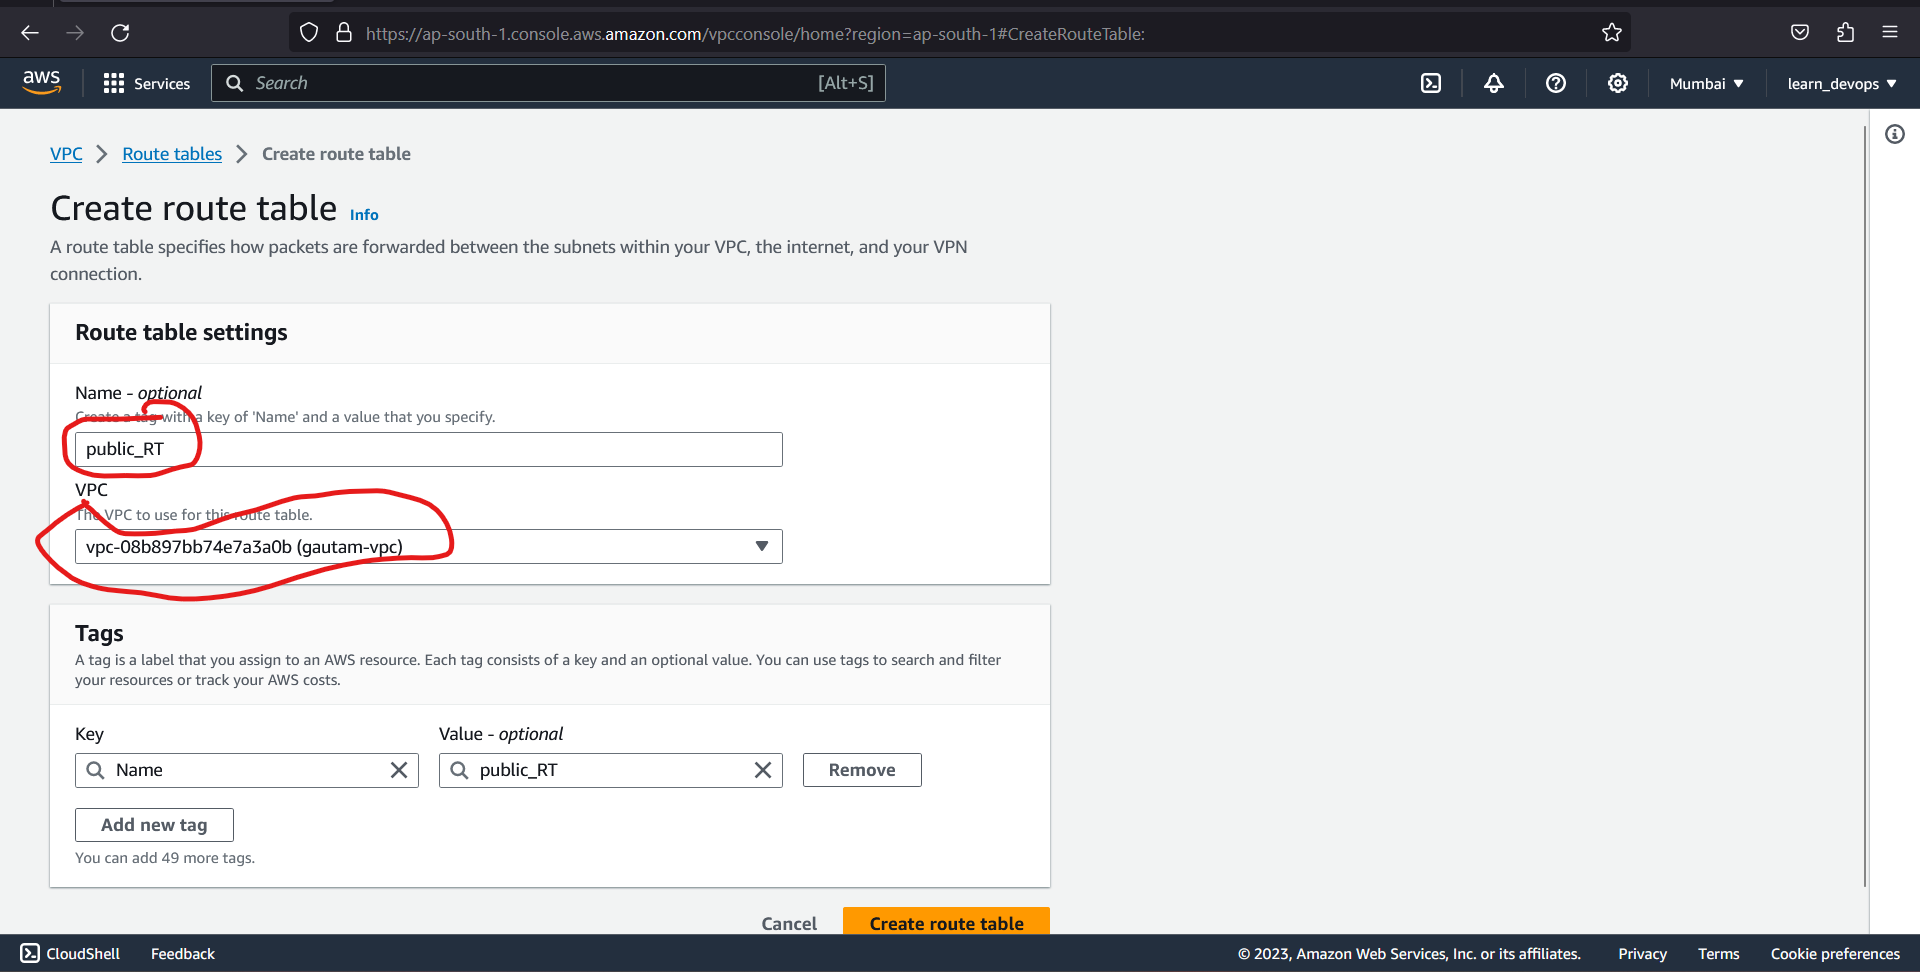 https://ap-south-1.console.aws.amazon.com/vpcconsole/home?region=ap-south-1#CreateRouteTable:
aws Services Search [Alt+S] Mumbai learn_devops
VPC Route tables Create route table
Create route table Info
A route table specifies how packets are forwarded between the subnets within your VPC, the internet, and your VPN
connection.
Route table settings
Name - optional
Create a tag with a key of 'Name' and a value that you specify.
public_RT
VPC
The VPC to use for this route table.
vpc-08b897bb74e7a3a0b (gautam-vpc)
Tags
A tag is a label that you assign to an AWS resource. Each tag consists of a key and an optional value. You can use tags to search and filter
your resources or track your AWS costs.
Key Value - optional
Name public_RT Remove
Add new tag
You can add 49 more tags.
Cancel Create route table
CloudShell Feedback © 2023, Amazon Web Services, Inc. or its affiliates. Privacy Terms Cookie preferences